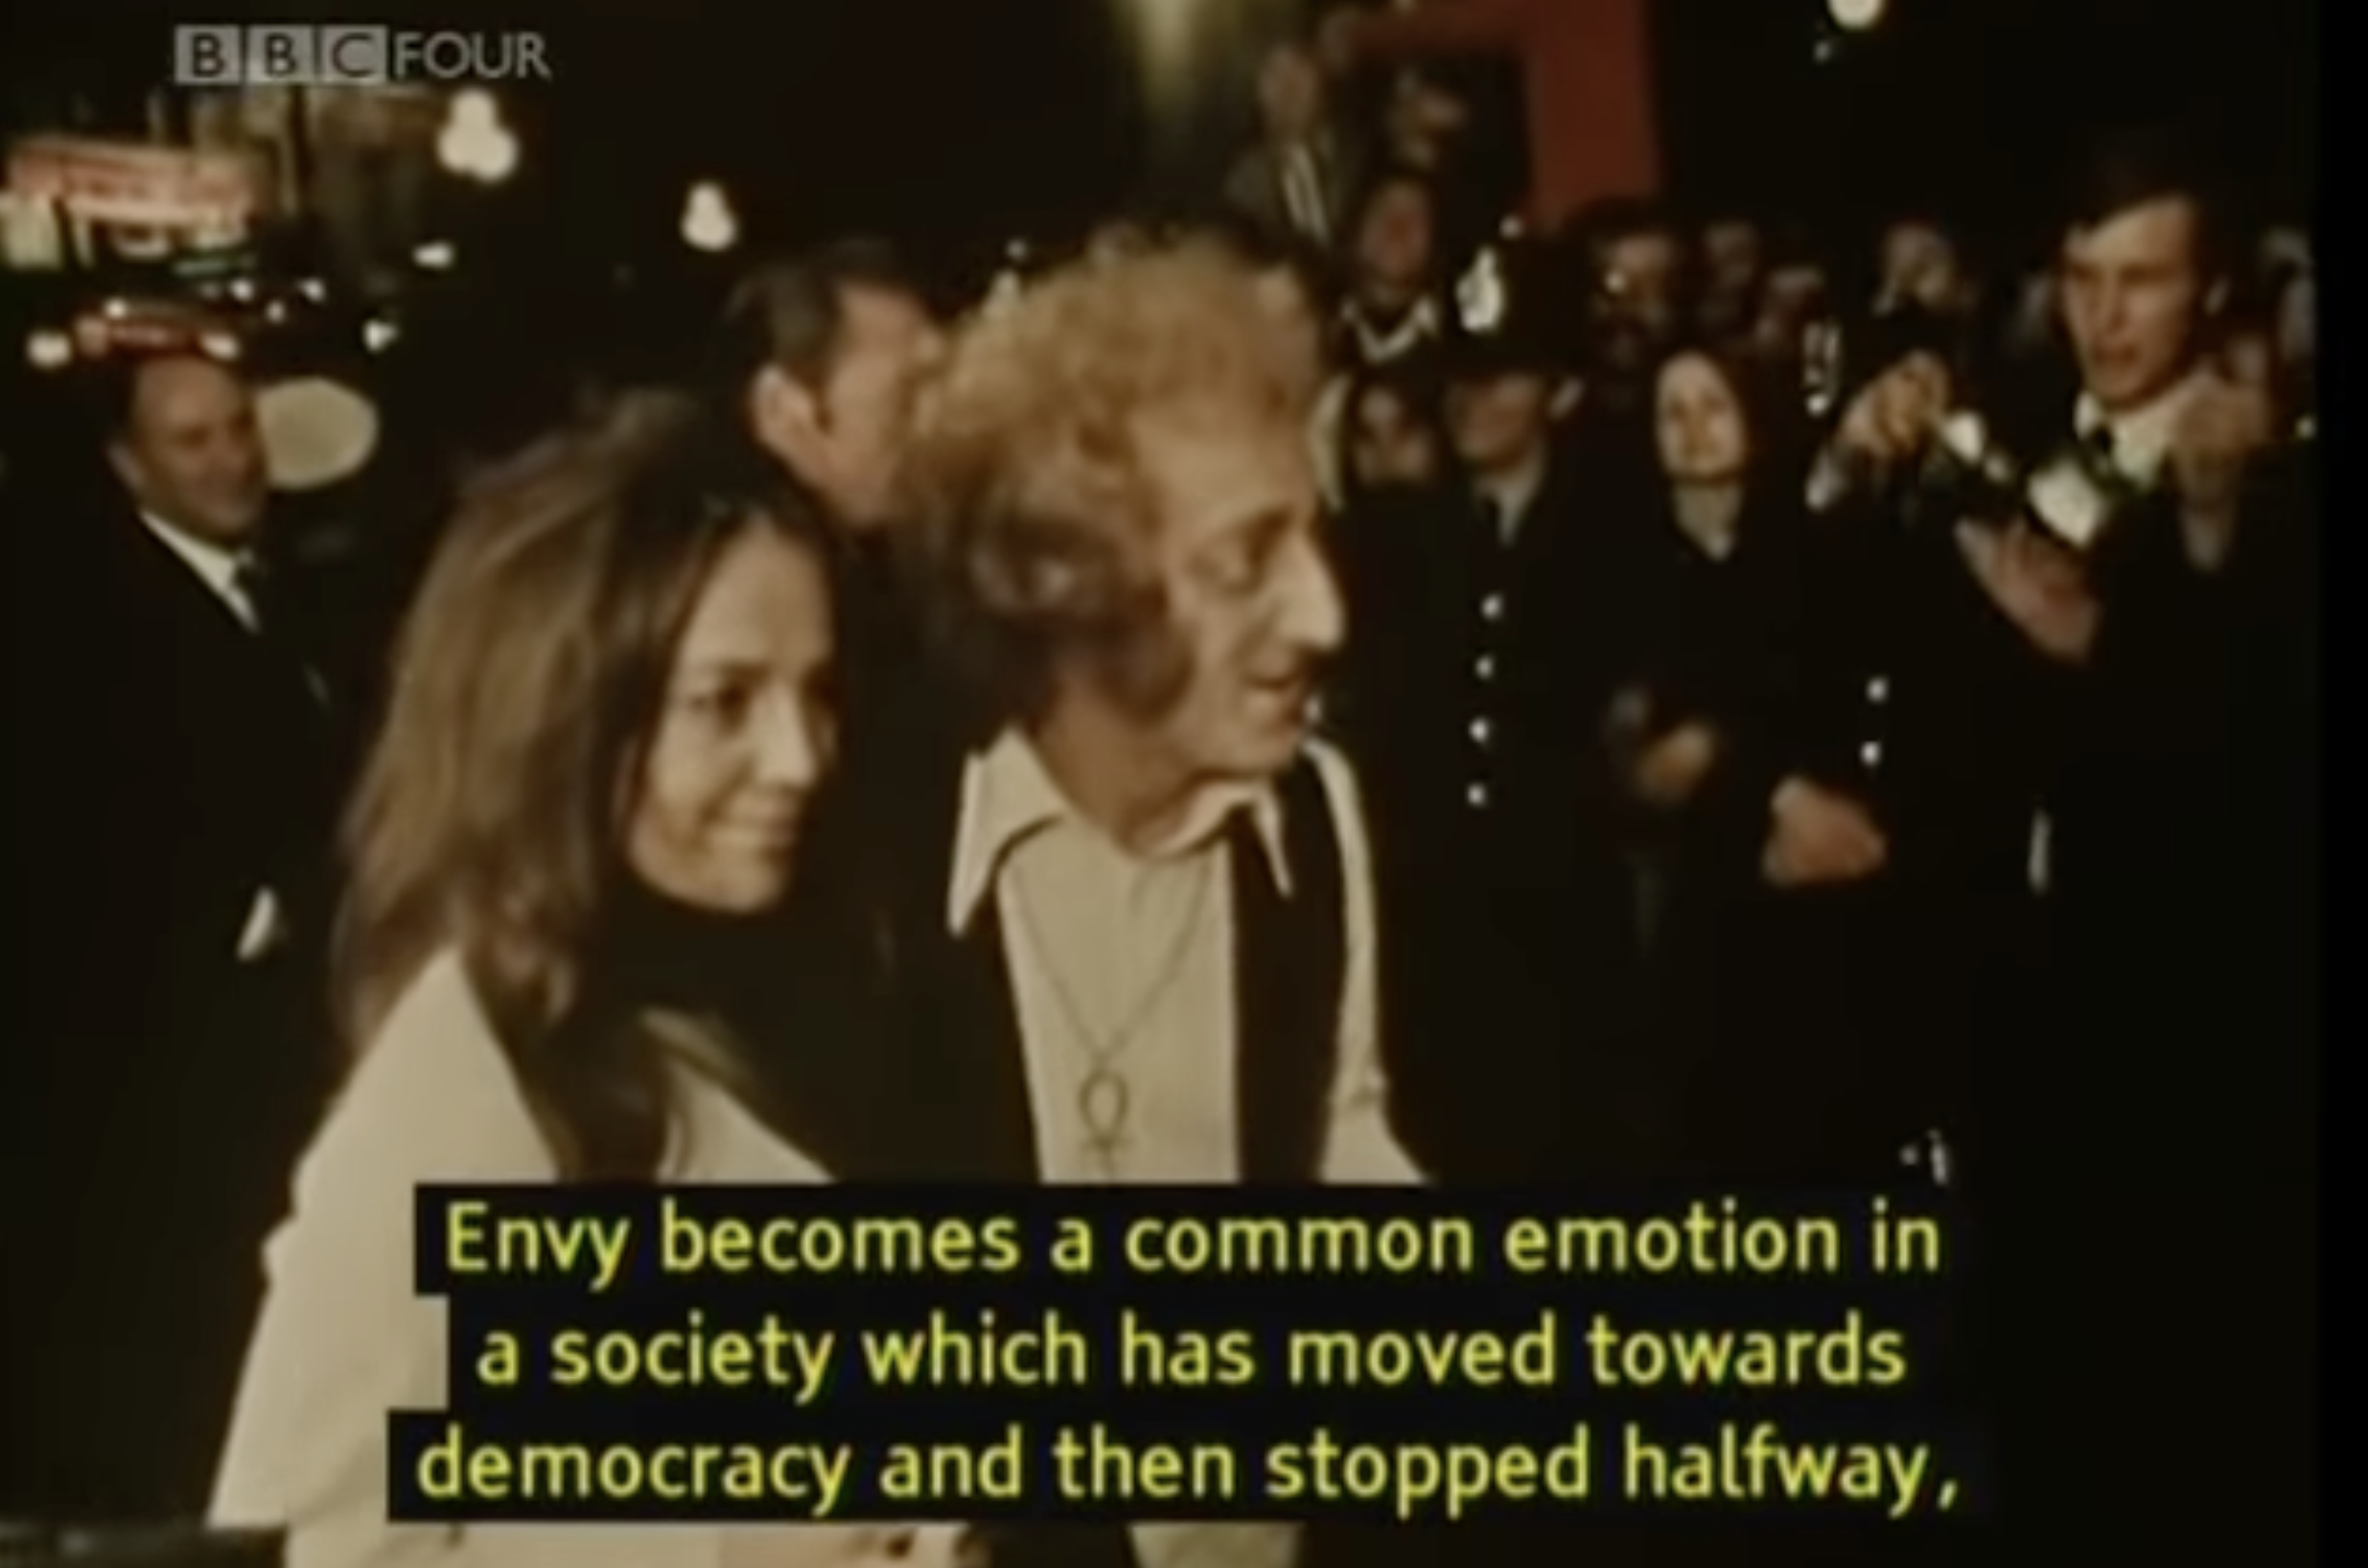 BBC FOUR
Envy becomes a common emotion in
a society which has moved towards
democracy and then stopped halfway,